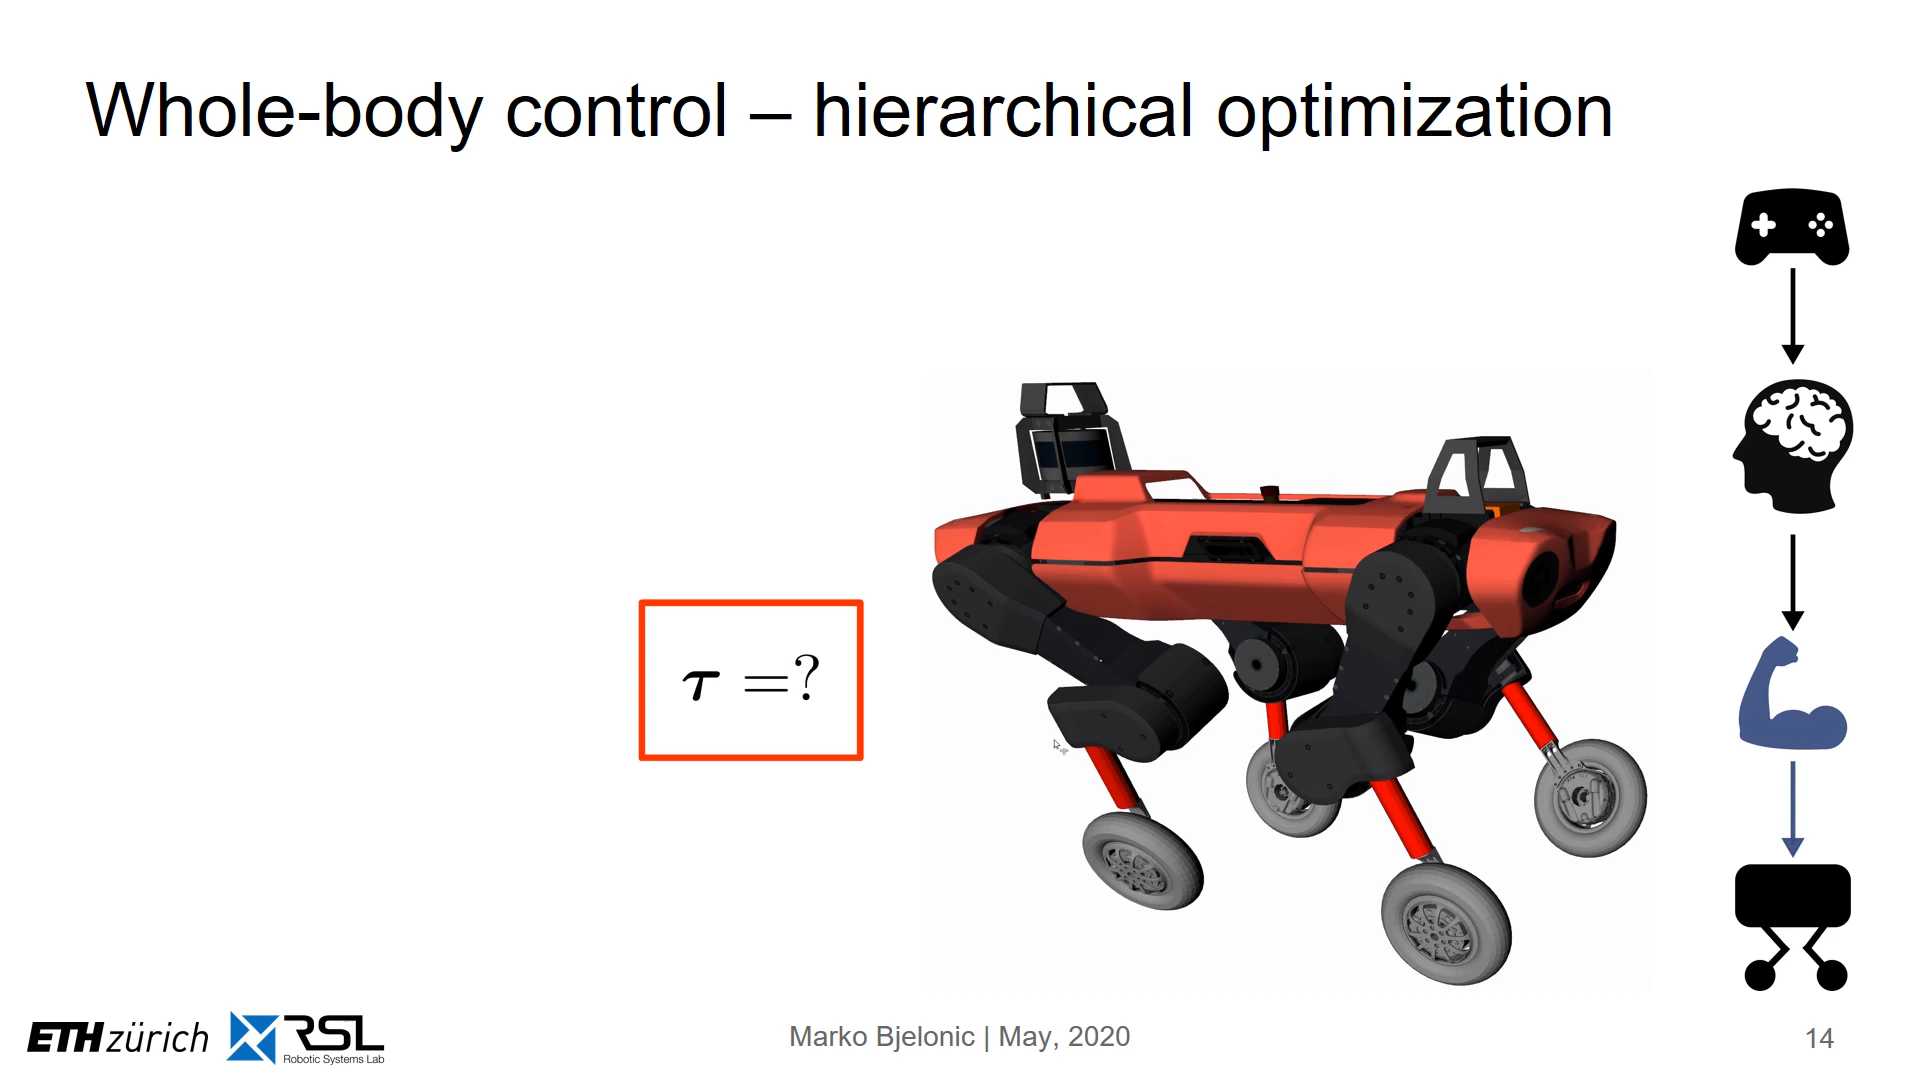 Whole-body control – hierarchical optimization
τ =?
ETH zürich RSL
Robotic Systems Lab
Marko Bjelonic | May, 2020
14